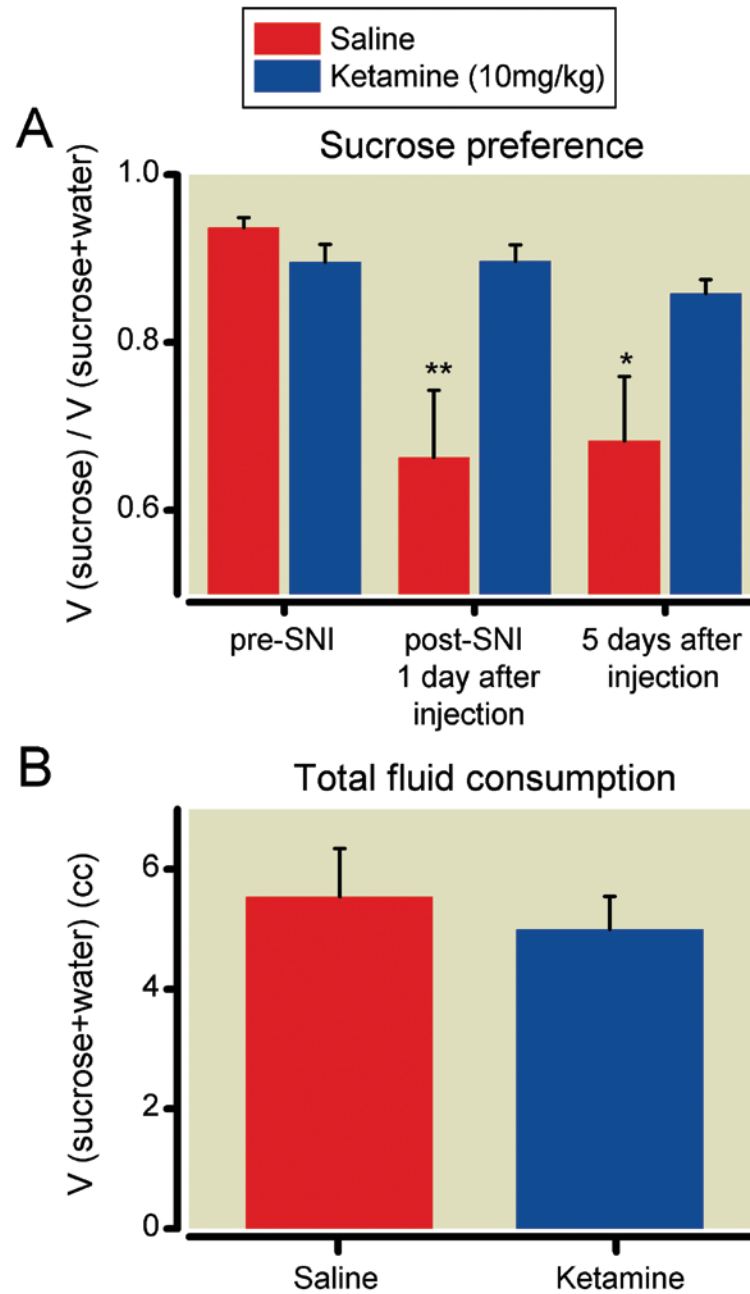 Saline
Ketamine (10mg/kg)
A
Sucrose preference
V (sucrose) / V (sucrose+water)
1.0
0.8
0.6
**
*
pre-SNI
post-SNI
1 day after
injection
5 days after
injection
B
Total fluid consumption
V (sucrose+water) (cc)
6
4
2
0
Saline
Ketamine